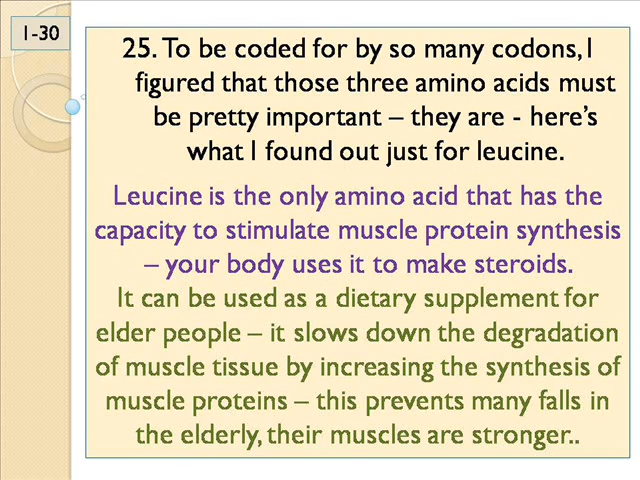 1-30
25. To be coded for by so many codons, I
figured that those three amino acids must
be pretty important – they are - here's
what I found out just for leucine.
Leucine is the only amino acid that has the
capacity to stimulate muscle protein synthesis
– your body uses it to make steroids.
It can be used as a dietary supplement for
elder people – it slows down the degradation
of muscle tissue by increasing the synthesis of
muscle proteins – this prevents many falls in
the elderly, their muscles are stronger..